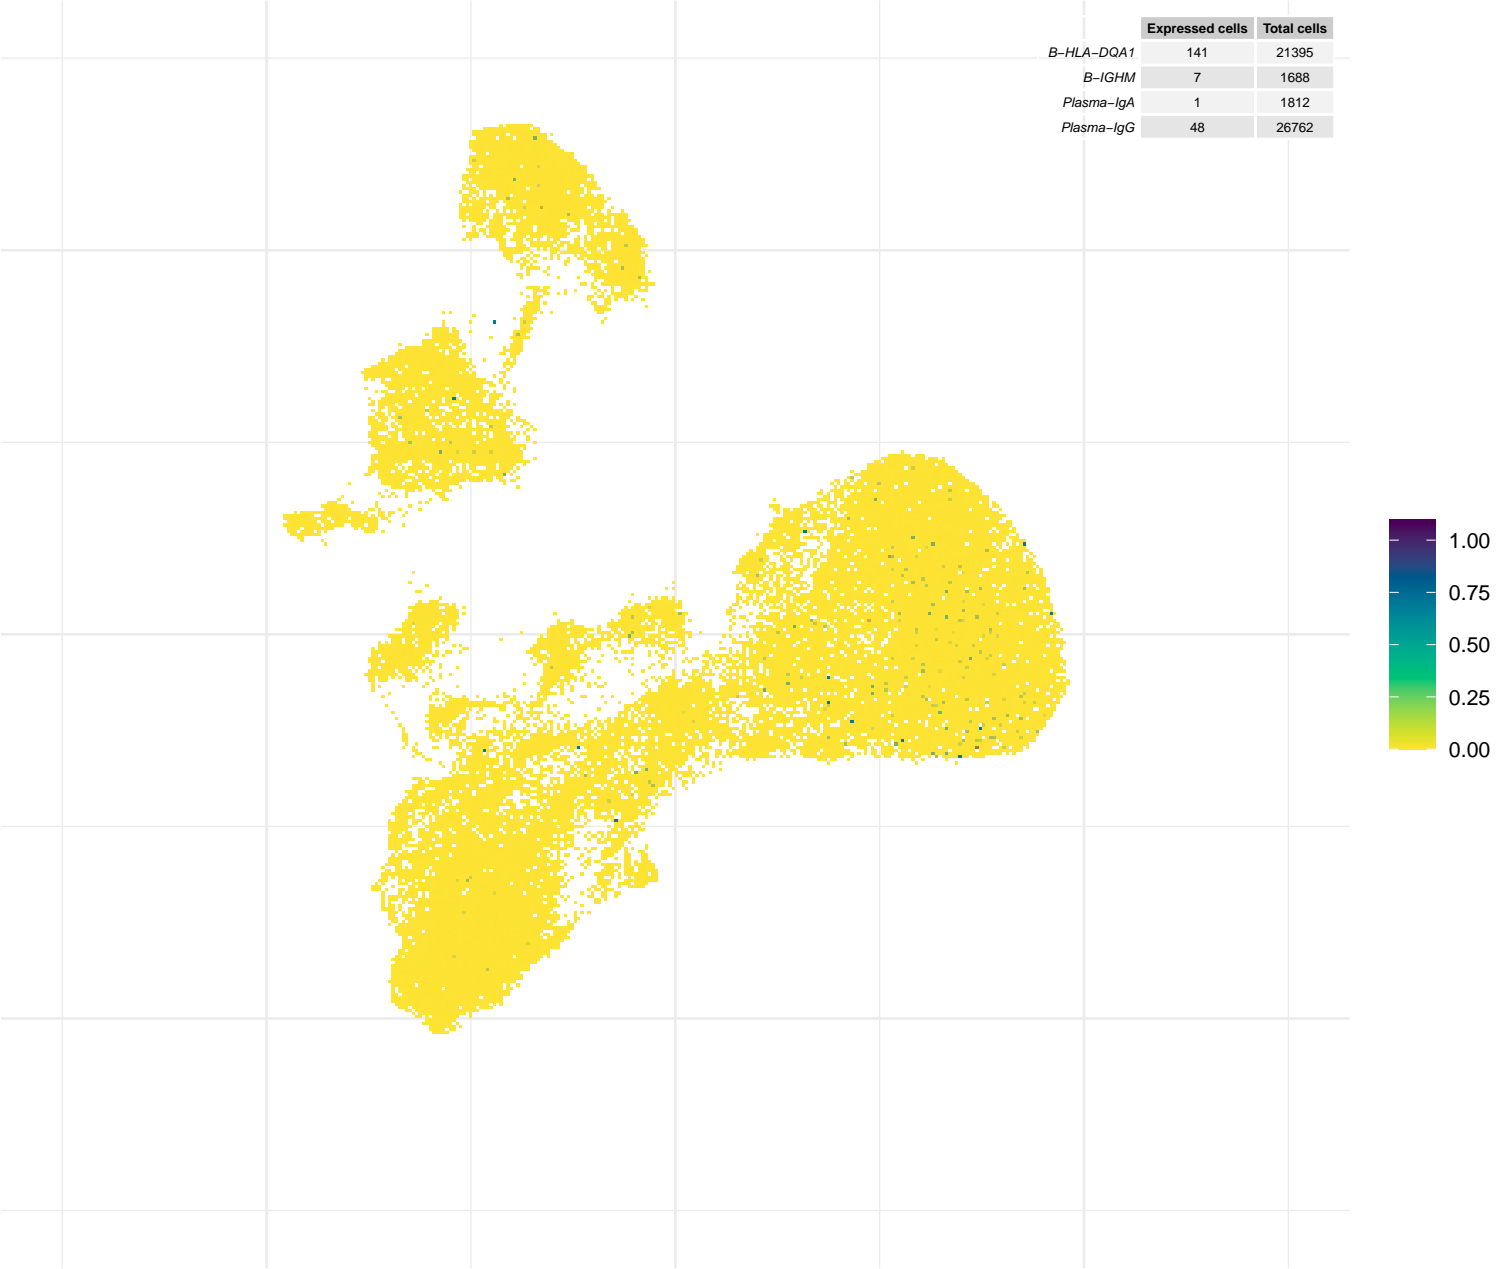 Expressed cells Total cells
B−HLA−DQA1 141 21395
B−IGHM 7 1688
Plasma−IgA 1 1812
Plasma−IgG 48 26762
1.00
0.75
0.50
0.25
0.00